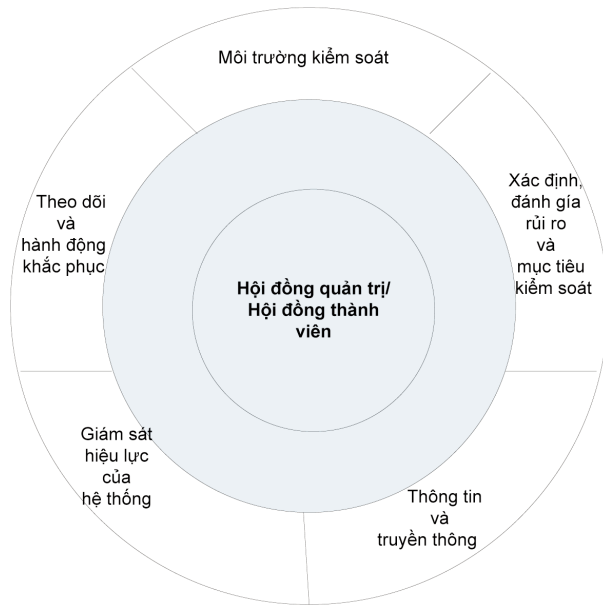 Môi trường kiểm soát
Xác định,
đánh gía
rủi ro
và
mục tiêu
kiểm soát
Theo dõi
và
hành động
khắc phục
Hội đồng quản trị/
Hội đồng thành
viên
Giám sát
hiệu lực
của
hệ thống
Thông tin
và
truyền thông